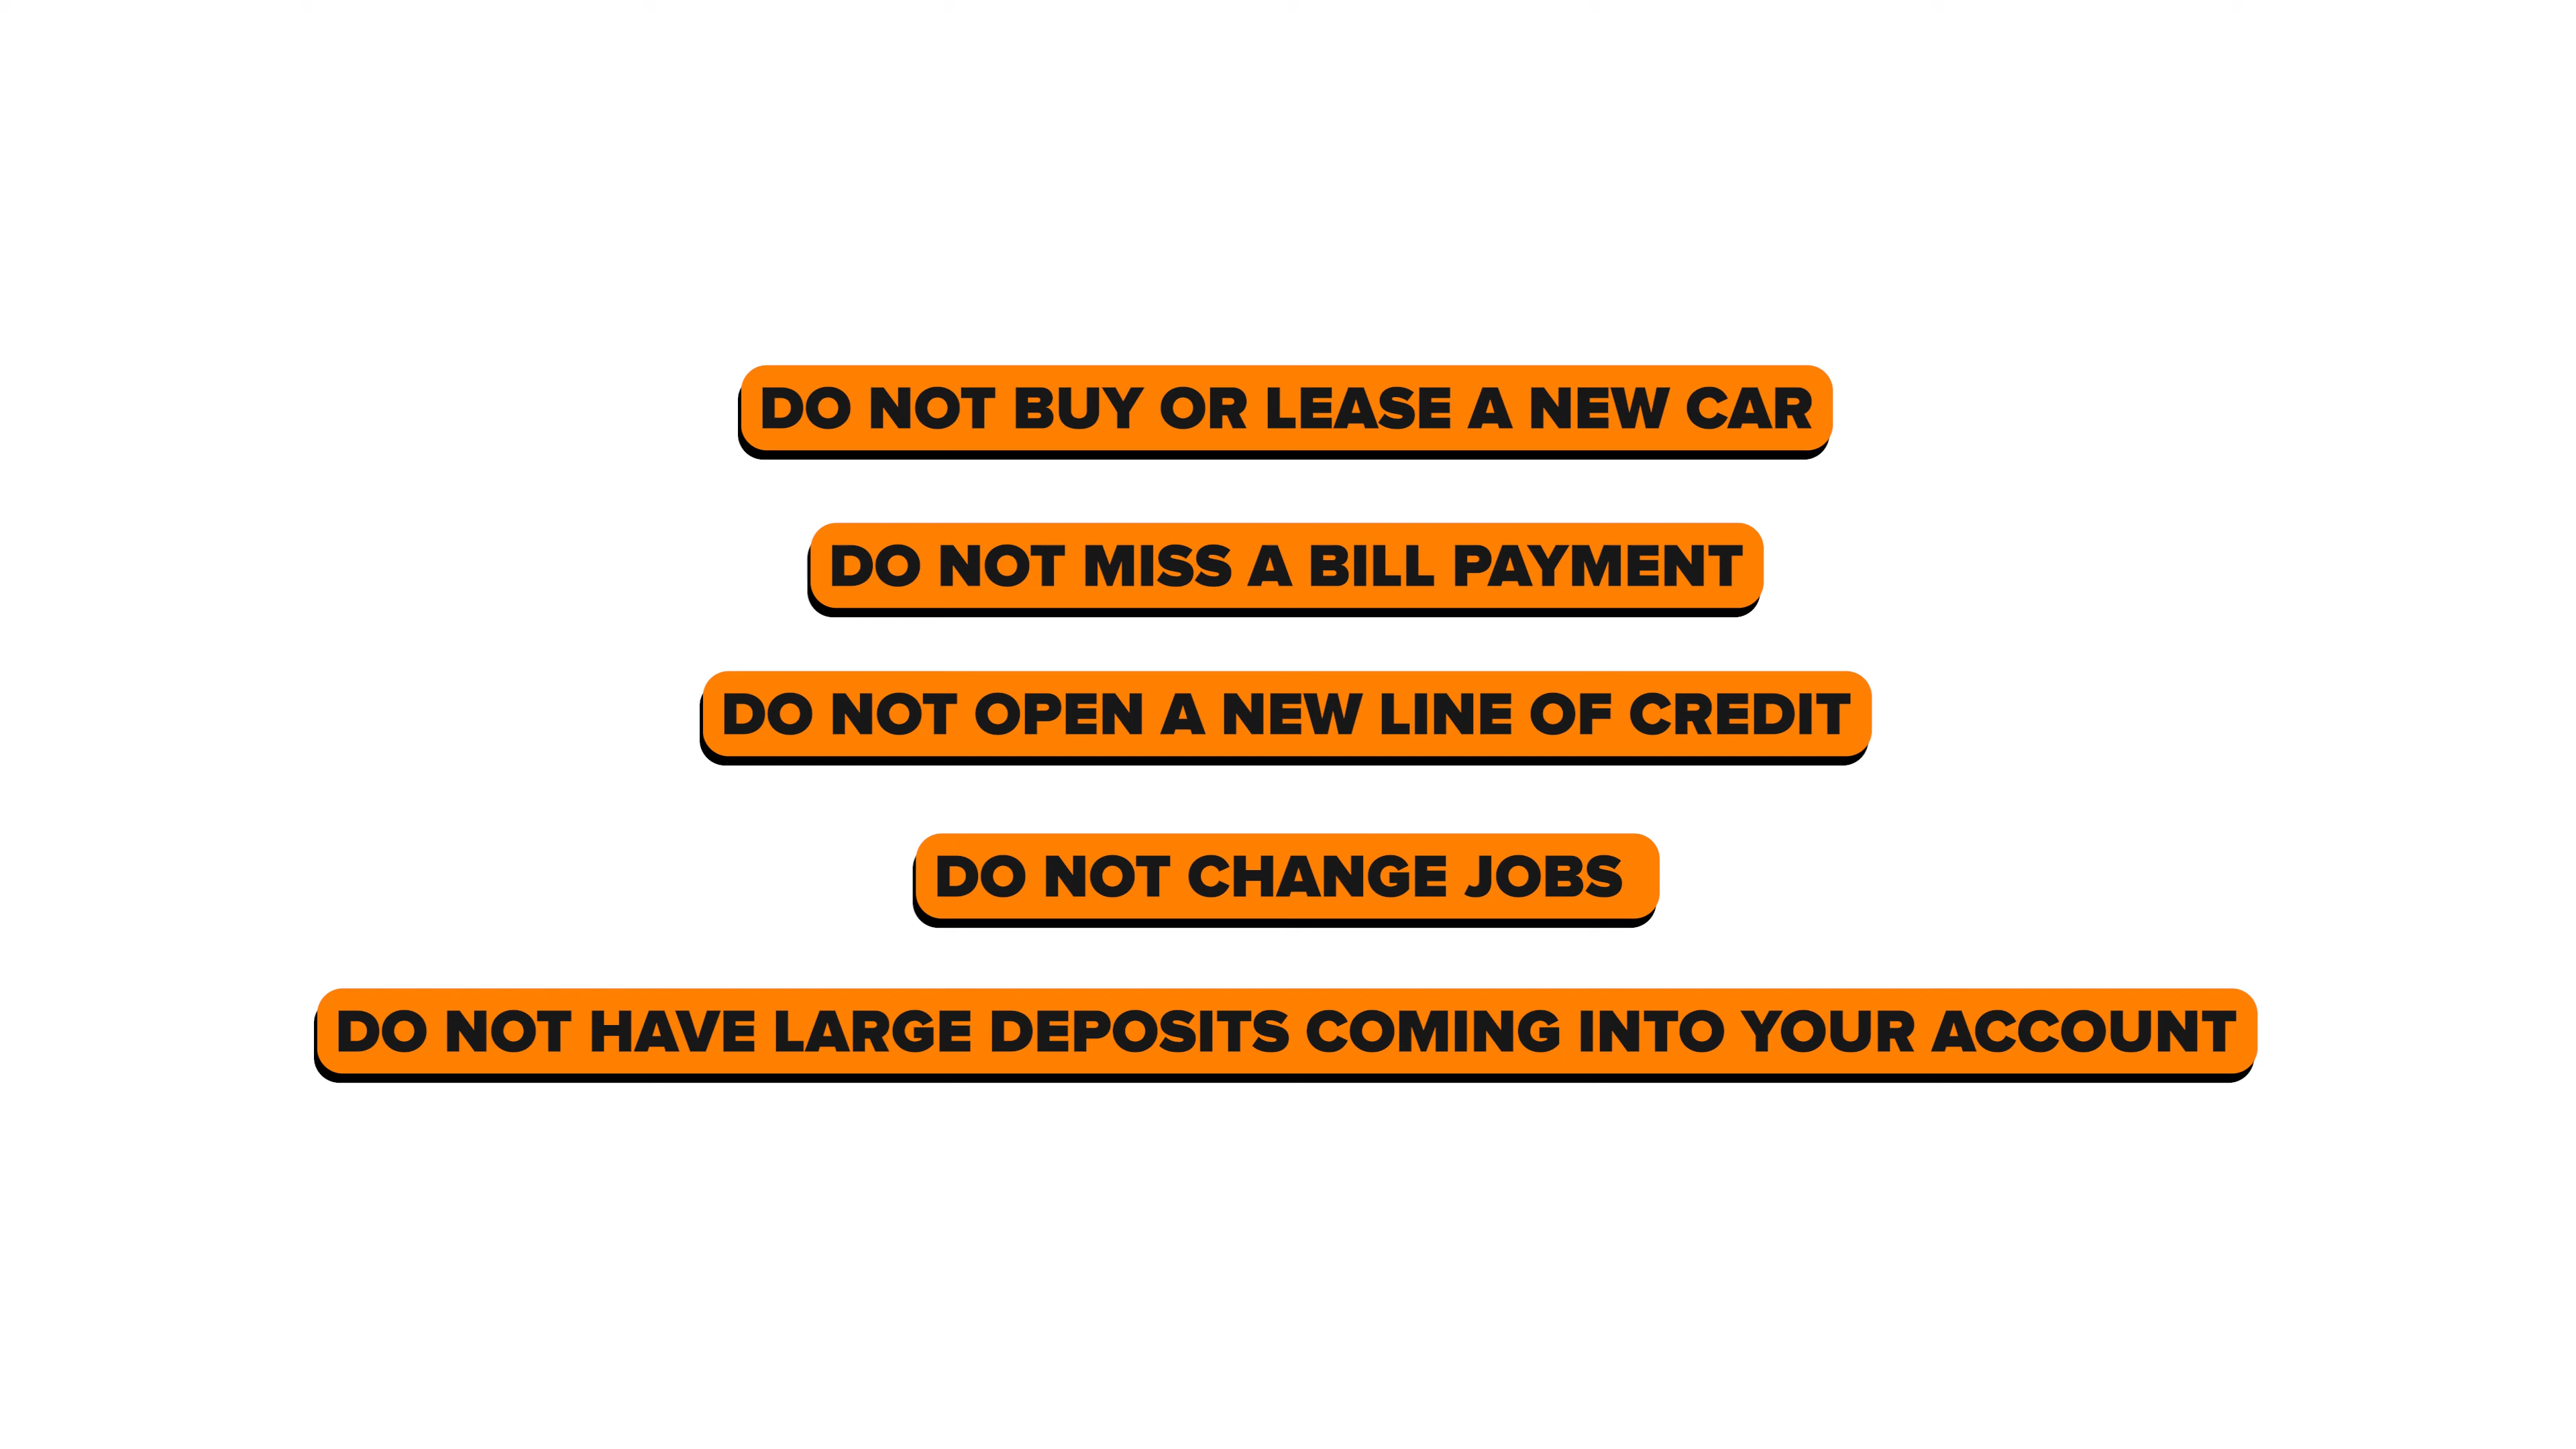 DO NOT BUY OR LEASE A NEW CAR
DO NOT MISS A BILL PAYMENT
DO NOT OPEN A NEW LINE OF CREDIT
DO NOT CHANGE JOBS
DO NOT HAVE LARGE DEPOSITS COMING INTO YOUR ACCOUNT